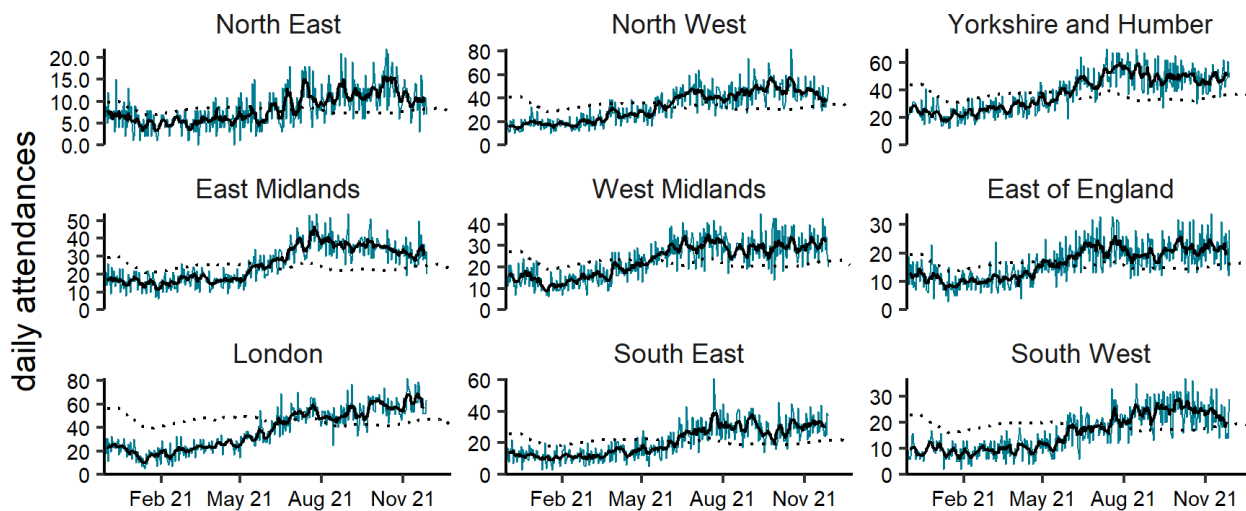 North East North West Yorkshire and Humber
20.0 80 60
15.0 60 40
10.0 40 20
5.0 20 0
0.0 0
East Midlands West Midlands East of England
50 40 30
40 30 20
30 20 10
20 10 0
10 0
0
London South East South West
80 60 30
60 40 20
40 20 10
20 0 0
0
Feb 21 May 21 Aug 21 Nov 21 Feb 21 May 21 Aug 21 Nov 21 Feb 21 May 21 Aug 21 Nov 21
daily attendances